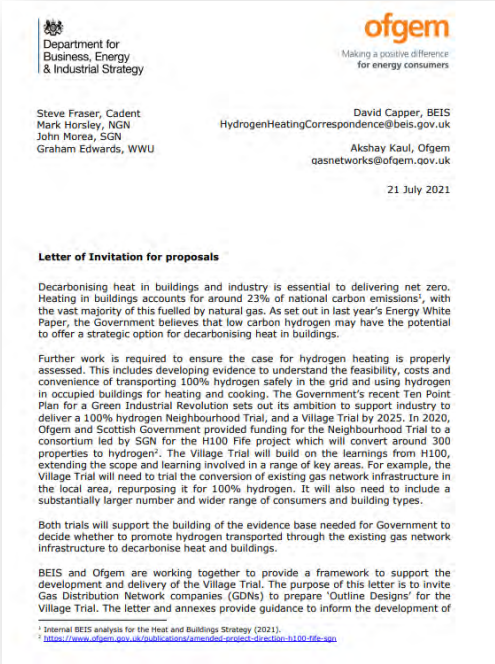 Department for
Business, Energy
& Industrial Strategy
ofgem
Making a positive difference
for energy consumers
Steve Fraser, Cadent
Mark Horsley, NGN
John Morea, SGN
Graham Edwards, WWU
David Capper, BEIS
HydrogenHeatingCorrespondence@beis.gov.uk
Akshay Kaul, Ofgem
gasnetworks@ofgem.gov.uk
21 July 2021
Letter of Invitation for proposals
Decarbonising heat in buildings and industry is essential to delivering net zero.
Heating in buildings accounts for around 23% of national carbon emissions¹, with
the vast majority of this fuelled by natural gas. As set out in last year's Energy White
Paper, the Government believes that low carbon hydrogen may have the potential
to offer a strategic option for decarbonising heat in buildings.
Further work is required to ensure the case for hydrogen heating is properly
assessed. This includes developing evidence to understand the feasibility, costs and
convenience of transporting 100% hydrogen safely in the grid and using hydrogen
in occupied buildings for heating and cooking. The Government's recent Ten Point
Plan for a Green Industrial Revolution sets out its ambition to support industry to
deliver a 100% hydrogen Neighbourhood Trial, and a Village Trial by 2025. In 2020,
Ofgem and Scottish Government provided funding for the Neighbourhood Trial to a
consortium led by SGN for the H100 Fife project which will convert around 300
properties to hydrogen². The Village Trial will build on the learnings from H100,
extending the scope and learning involved in a range of key areas. For example, the
Village Trial will need to trial the conversion of existing gas network infrastructure in
the local area, repurposing it for 100% hydrogen. It will also need to include a
substantially larger number and wider range of consumers and building types.
Both trials will support the building of the evidence base needed for Government to
decide whether to promote hydrogen transported through the existing gas network
infrastructure to decarbonise heat and buildings.
BEIS and Ofgem are working together to provide a framework to support the
development and delivery of the Village Trial. The purpose of this letter is to invite
Gas Distribution Network companies (GDNs) to prepare 'Outline Designs' for the
Village Trial. The letter and annexes provide guidance to inform the development of
¹ Internal BEIS analysis for the Heat and Buildings Strategy (2021).
² https://www.ofgem.gov.uk/publications/amended-project-direction-h100-fife-sgn